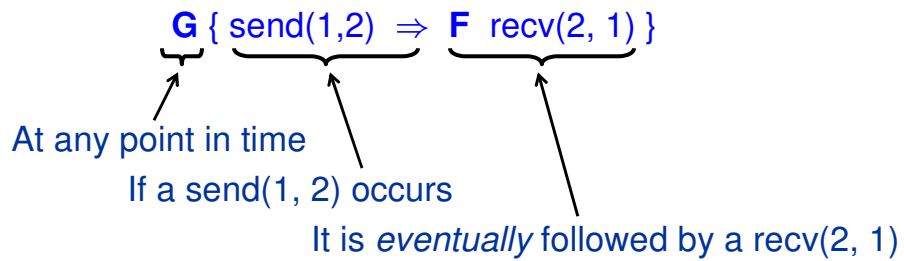 G { send(1,2) ⇒ F recv(2, 1) }
At any point in time
If a send(1, 2) occurs
It is eventually followed by a recv(2, 1)